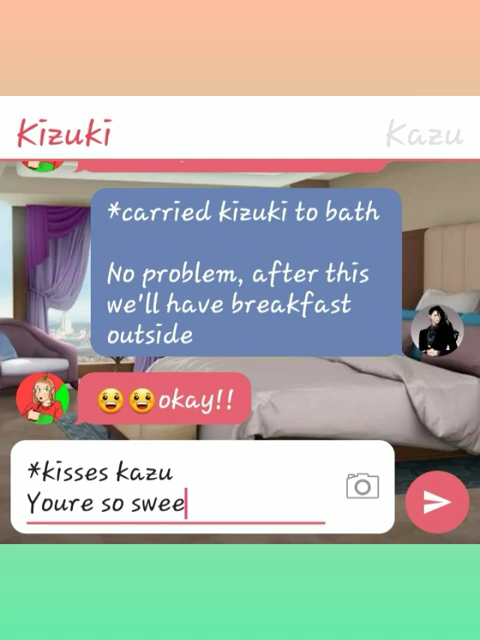 Kizuki
Kazu
*carried kizuki to bath
No problem, after this
we'll have breakfast
outside
😀😀okay!!
*kisses kazu
Youre so swee